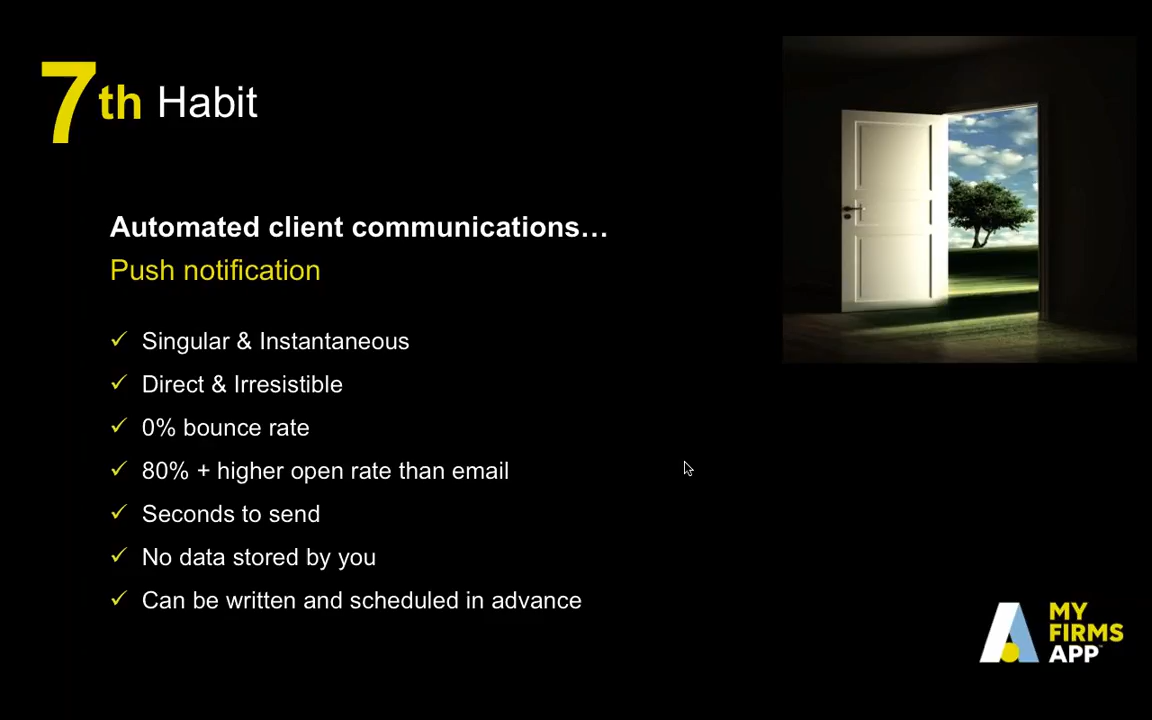 7th Habit
Automated client communications...
Push notification
✓ Singular & Instantaneous
✓ Direct & Irresistible
✓ 0% bounce rate
✓ 80% + higher open rate than email
✓ Seconds to send
✓ No data stored by you
✓ Can be written and scheduled in advance
MY
FIRMS
APP